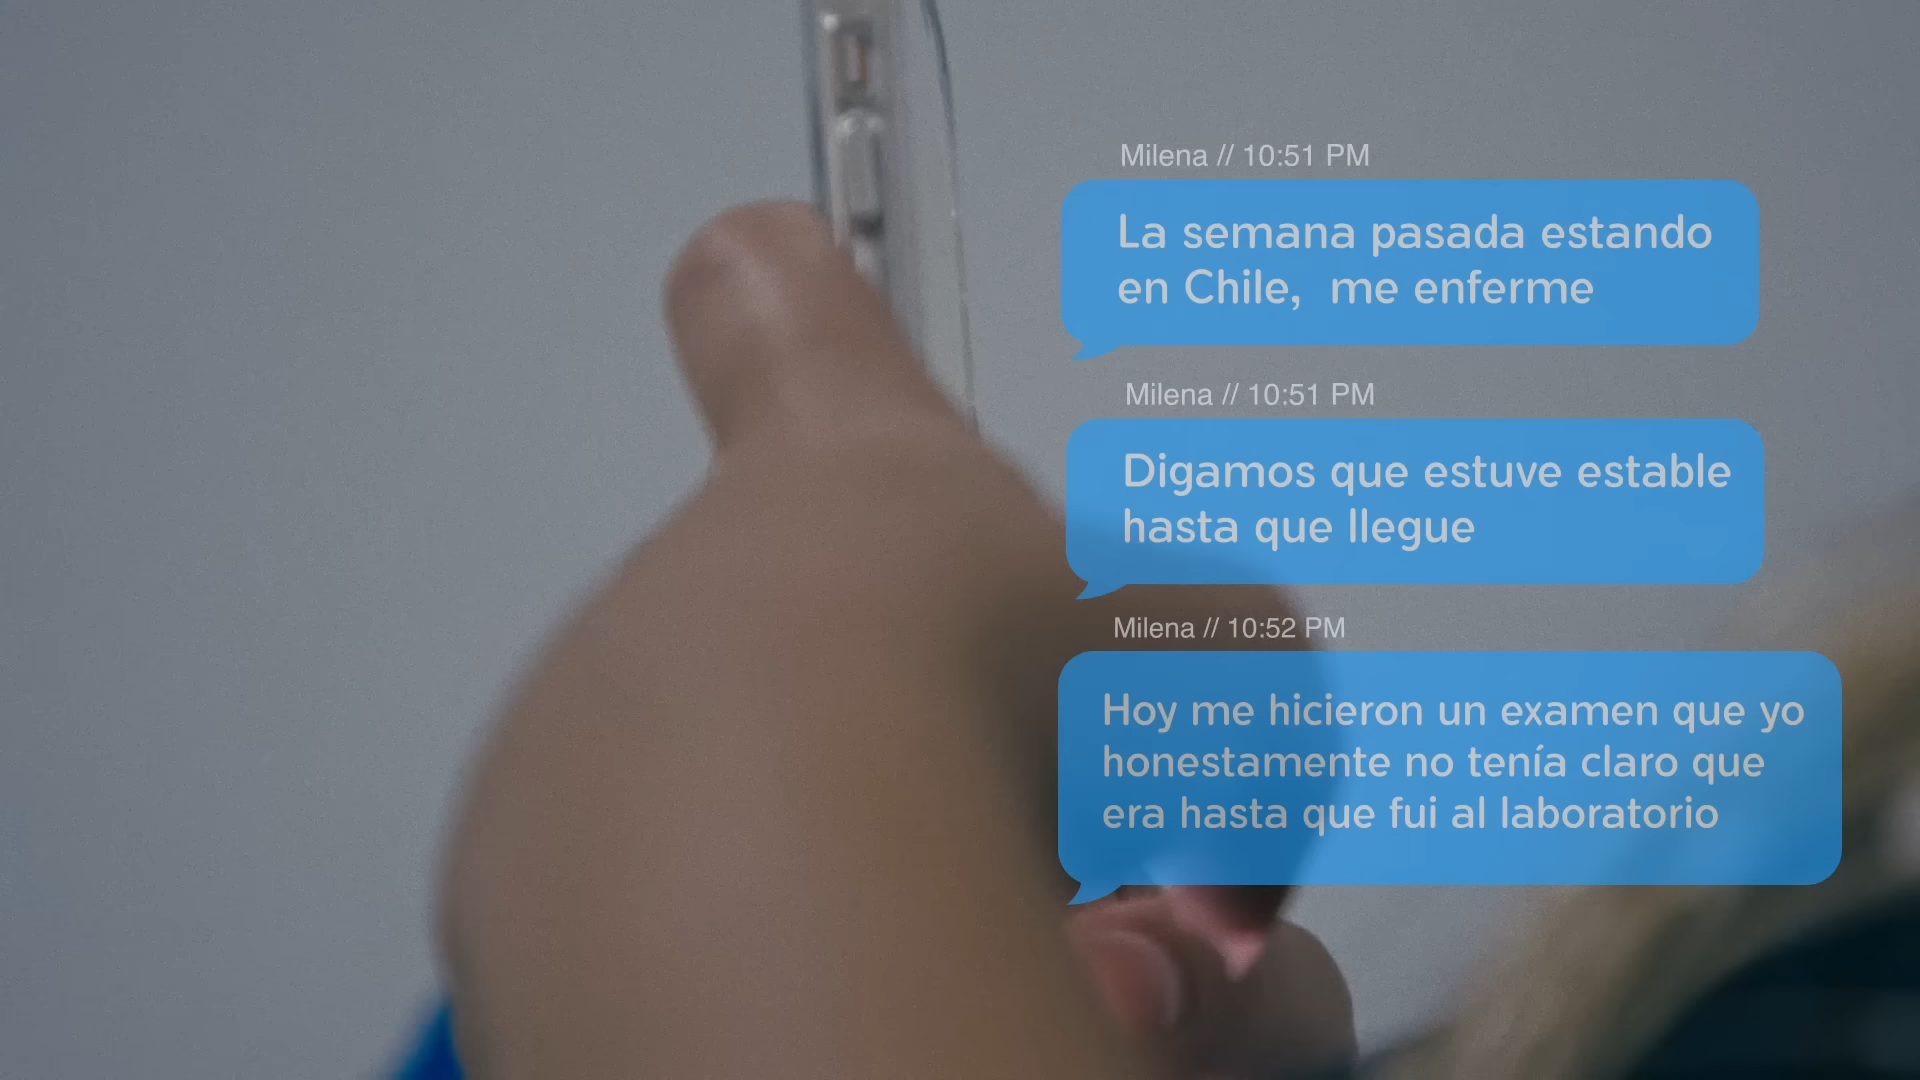 Milena // 10:51 PM
La semana pasada estando
en Chile,  me enferme
Milena // 10:51 PM
Digamos que estuve estable
hasta que llegue
Milena // 10:52 PM
Hoy me hicieron un examen que yo
honestamente no tenía claro que
era hasta que fui al laboratorio